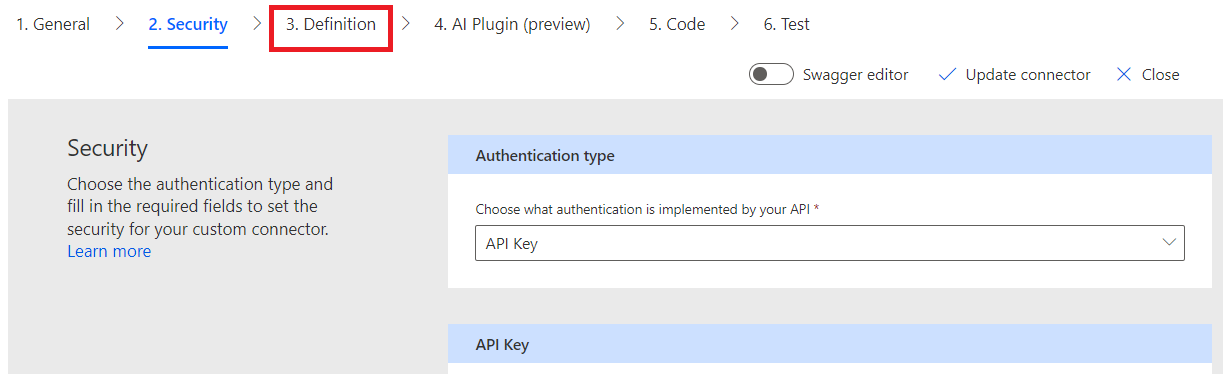 1. General > 2. Security > 3. Definition > 4. AI Plugin (preview) > 5. Code > 6. Test
Swagger editor Update connector Close
Security
Choose the authentication type and
fill in the required fields to set the
security for your custom connector.
Learn more
Authentication type
Choose what authentication is implemented by your API *
API Key
API Key